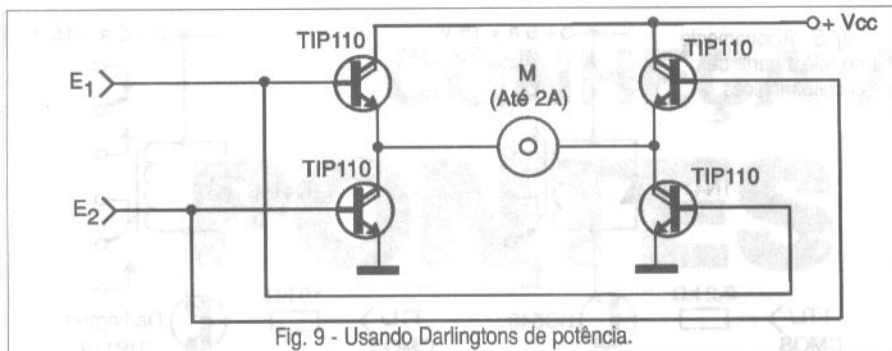 + Vcc
TIP110
TIP110
M
(Até 2A)
E1
TIP110
TIP110
E2
Fig. 9 - Usando Darlingtons de potência.